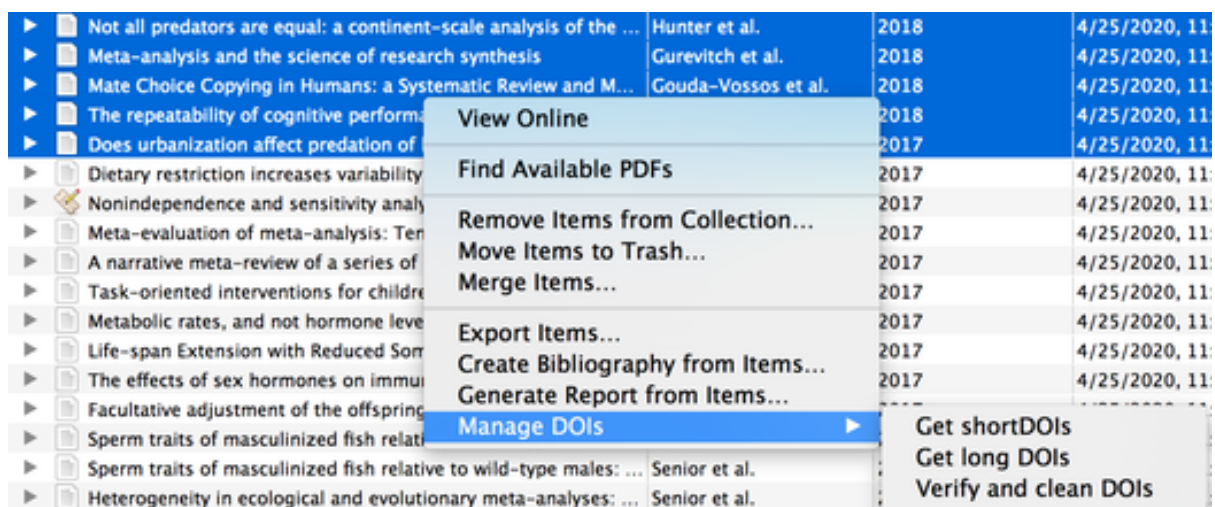 Not all predators are equal: a continent-scale analysis of the ... Hunter et al. 2018 4/25/2020, 11:
Meta-analysis and the science of research synthesis Gurevitch et al. 2018 4/25/2020, 11:
Mate Choice Copying in Humans: a Systematic Review and M... Gouda-Vossos et al. 2018 4/25/2020, 11:
The repeatability of cognitive performa 2018 4/25/2020, 11:
Does urbanization affect predation of 2017 4/25/2020, 11:
Dietary restriction increases variability 2017 4/25/2020, 11:
Nonindependence and sensitivity analy 2017 4/25/2020, 11:
Meta-evaluation of meta-analysis: Ten 2017 4/25/2020, 11:
A narrative meta-review of a series of 2017 4/25/2020, 11:
Task-oriented interventions for childre 2017 4/25/2020, 11:
Metabolic rates, and not hormone leve 2017 4/25/2020, 11:
Life-span Extension with Reduced Som 2017 4/25/2020, 11:
The effects of sex hormones on immu 2017 4/25/2020, 11:
Facultative adjustment of the offspring
Sperm traits of masculinized fish relati
Sperm traits of masculinized fish relative to wild-type males: ... Senior et al.
Heterogeneity in ecological and evolutionary meta-analyses: ... Senior et al.
View Online
Find Available PDFs
Remove Items from Collection...
Move Items to Trash...
Merge Items...
Export Items...
Create Bibliography from Items...
Generate Report from Items...
Manage DOIs
Get shortDOIs
Get long DOIs
Verify and clean DOIs